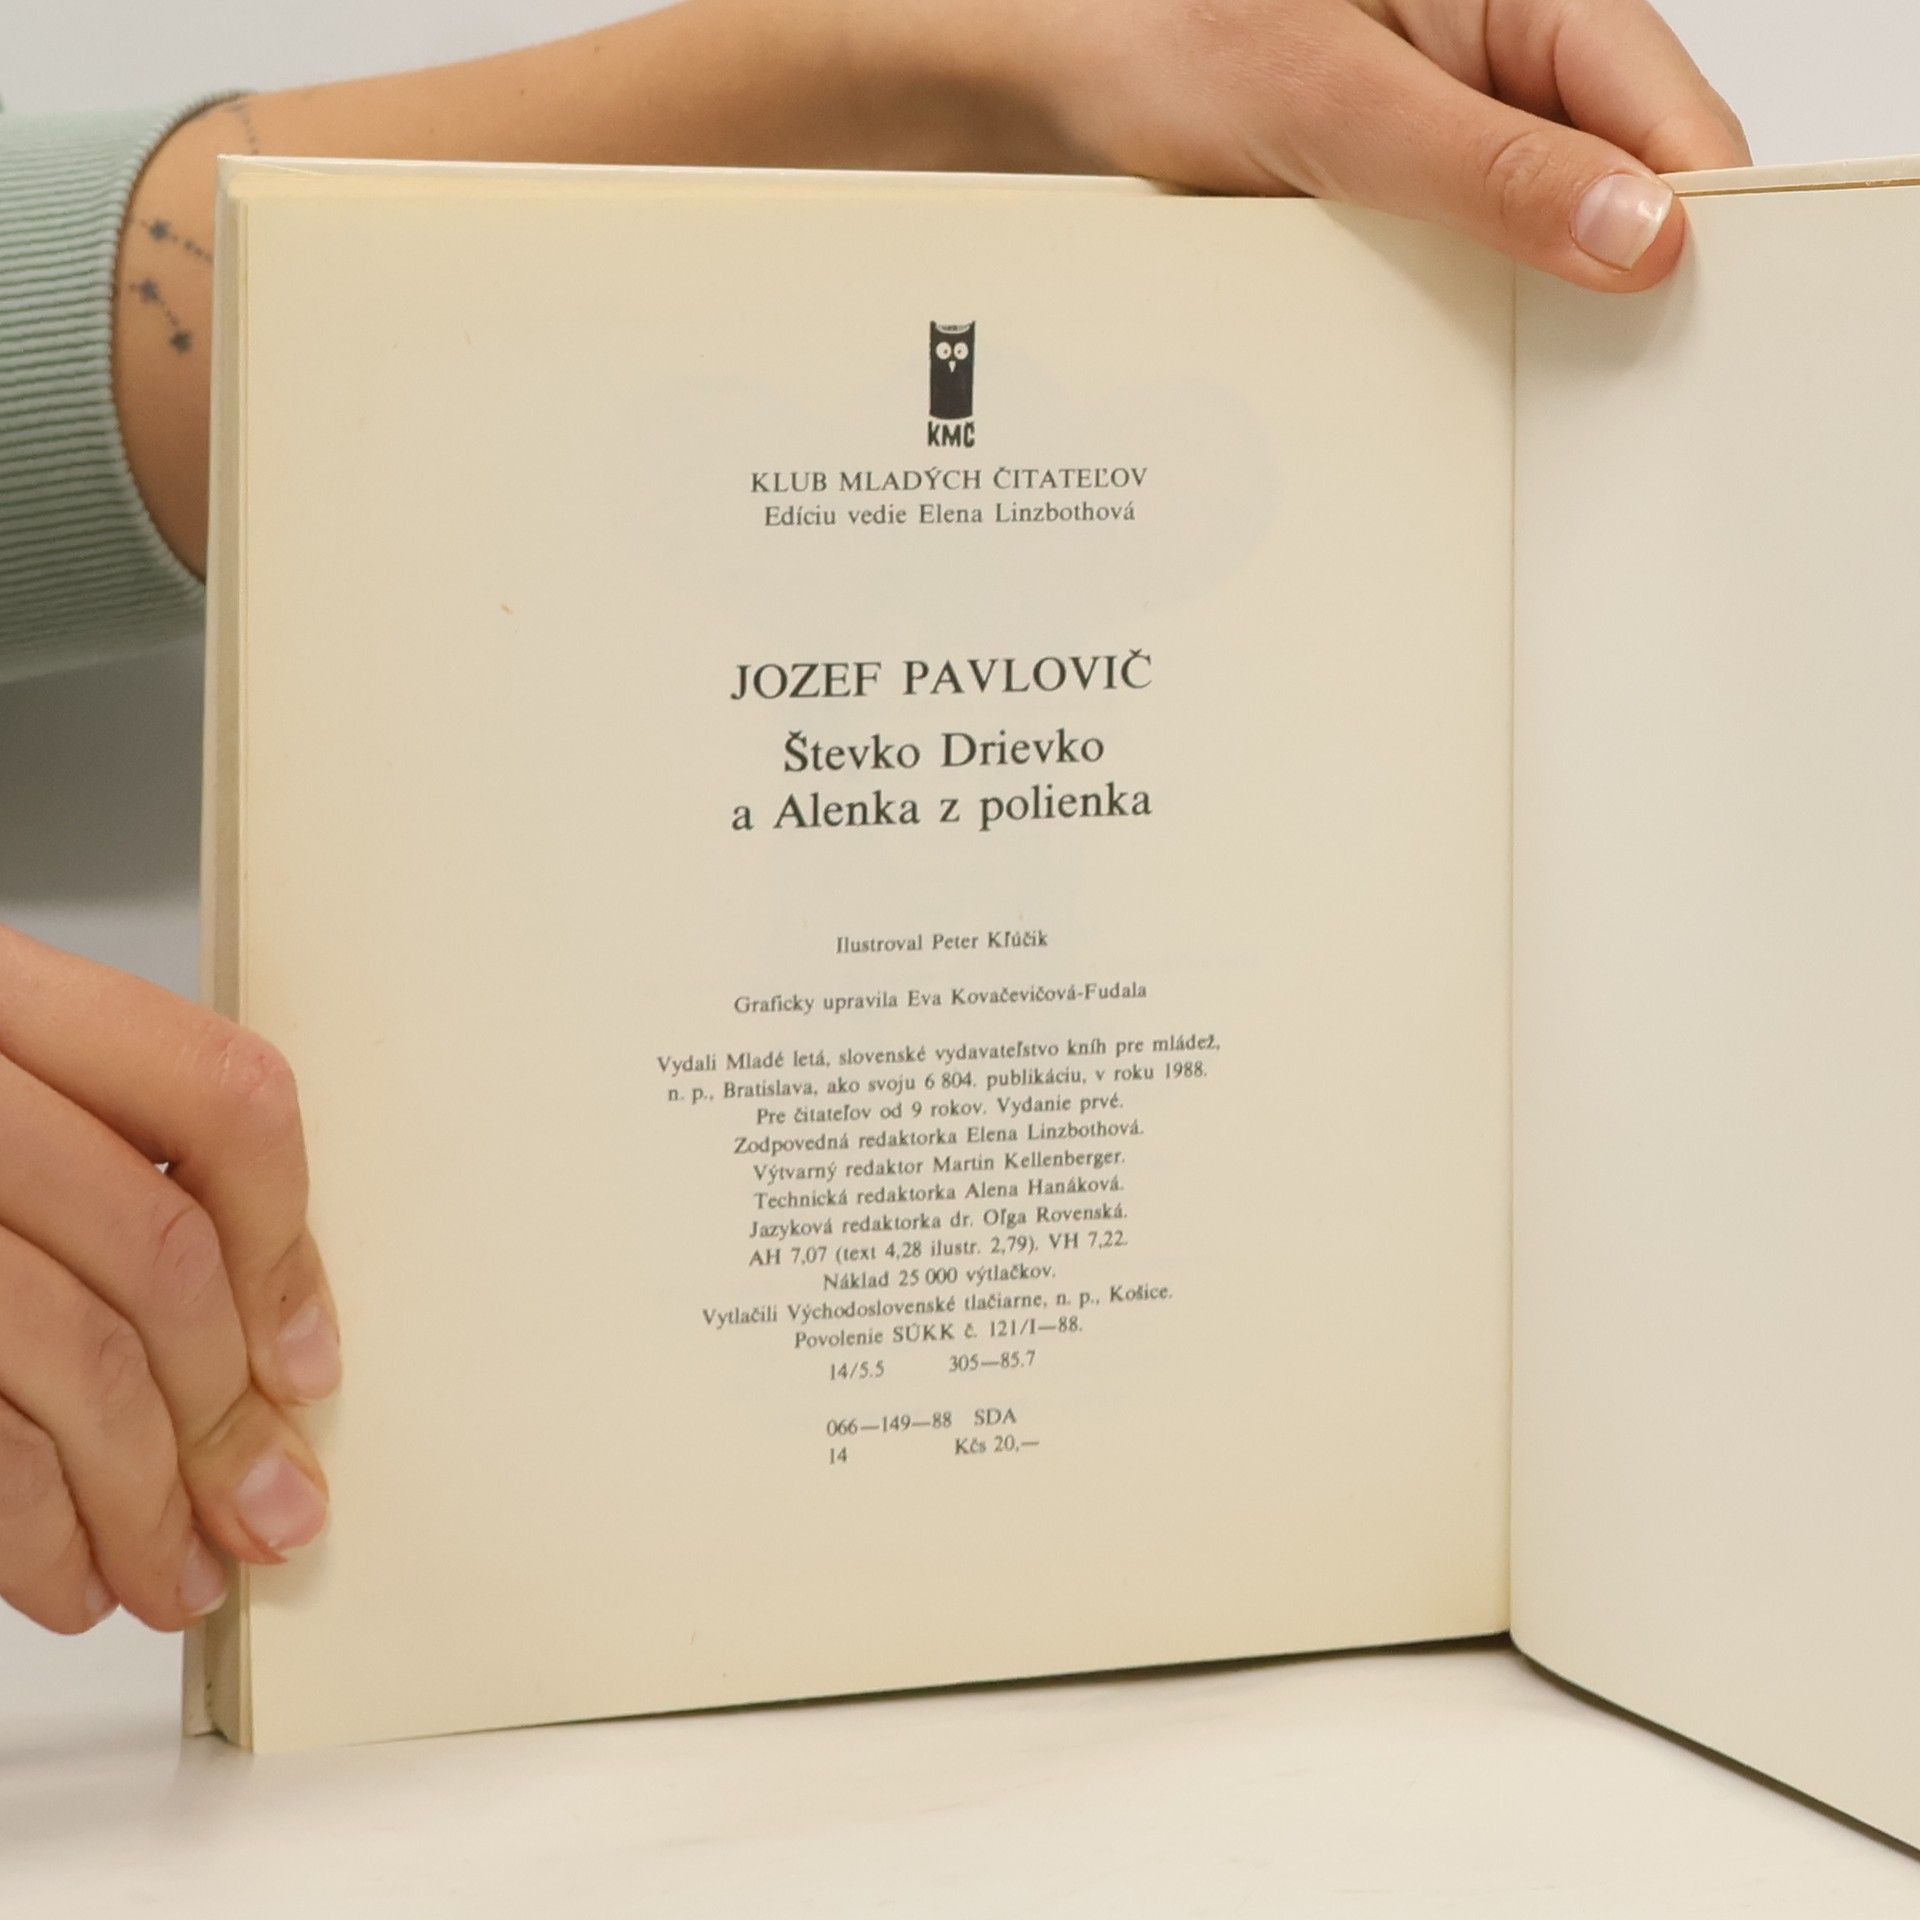 KMČ
KLUB MLADÝCH ČITATEĽOV
Edíciu vedie Elena Linzbothová
JOZEF PAVLOVIČ
Števko Drievko
a Alenka z polienka
Ilustroval Peter Kľúčik
Graficky upravila Eva Kovačevičová-Fudala
Vydali Mladé letá, slovenské vydavateľstvo kníh pre mládež,
n. p., Bratislava, ako svoju 6 804. publikáciu, v roku 1988.
Pre čitateľov od 9 rokov. Vydanie prvé.
Zodpovedná redaktorka Elena Linzbothová.
Výtvarný redaktor Martin Kellenberger.
Technická redaktorka Alena Hanáková.
Jazyková redaktorka dr. Oľga Rovenská.
AH 7,07 (text 4,28 ilustr. 2,79). VH 7,22.
Náklad 25 000 výtlačkov.
Vytlačili Východoslovenské tlačiarne, n. p., Košice.
Povolenie SÚKK č. 121/I—88.
14/5.5 305—85.7
066—149—88 SDA
14 Kčs 20,—